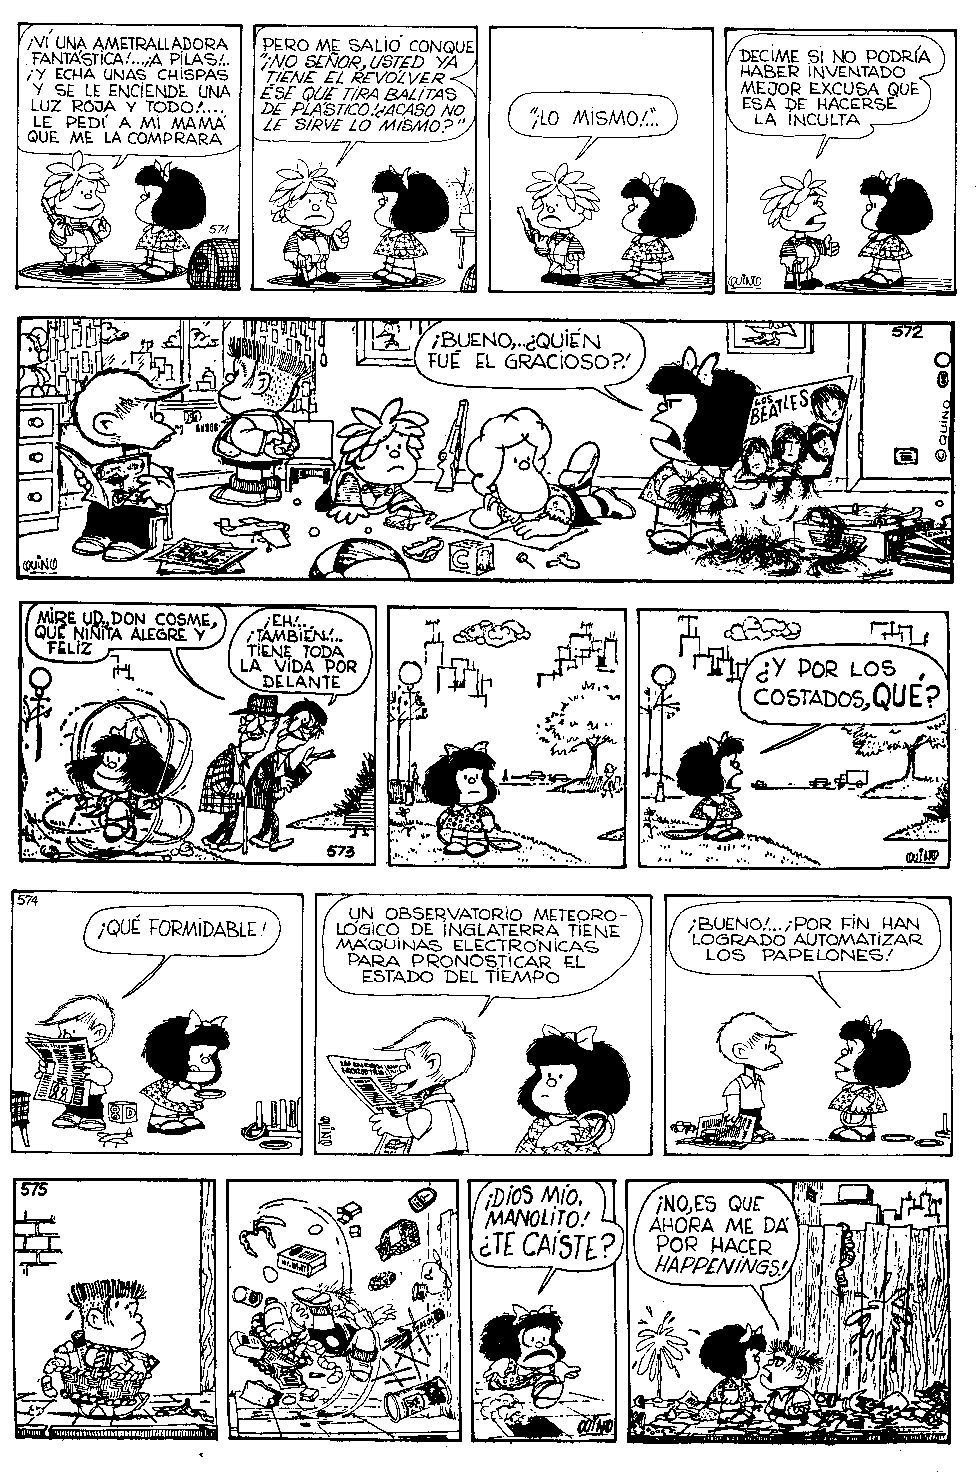 ¡VÍ UNA AMETRALLADORA
FANTÁSTICA!...¡A PILAS!..
¡Y ECHA UNAS CHISPAS
Y SE LE ENCIENDE UNA
LUZ ROJA Y TODO!....
LE PEDÍ A MI MAMÁ
QUE ME LA COMPRARA
571
PERO ME SALIÓ CONQUE
"¡NO SEÑOR, USTED YA
TIENE EL REVOLVER
ÉSE QUE TIRA BALITAS
DE PLÁSTICO!¿ACASO NO
LE SIRVE LO MISMO?"
"¡LO MISMO!"...
DECIME SI NO PODRÍA
HABER INVENTADO
MEJOR EXCUSA QUE
ESA DE HACERSE
LA INCULTA
QUINO
572
¡BUENO,..¿QUIÉN
FUÉ EL GRACIOSO?!
LOS
BEATLES
C
QUINO
© QUINO
MIRE UD., DON COSME,
QUÉ NIÑITA ALEGRE Y
FELIZ
¡EH!...
¡TAMBIÉN!...
TIENE TODA
LA VIDA POR
DELANTE
573
¿Y POR LOS
COSTADOS, QUÉ?
QUINO
574
¡QUÉ FORMIDABLE!
UN OBSERVATORIO METEORO-
LÓGICO DE INGLATERRA TIENE
MÁQUINAS ELECTRÓNICAS
PARA PRONOSTICAR EL
ESTADO DEL TIEMPO
QUINO
¡BUENO!...¡POR FIN HAN
LOGRADO AUTOMATIZAR
LOS PAPELONES!
575
¡DIOS MÍO,
MANOLITO!
¿TE CAÍSTE?
QUINO
¡NO, ES QUE
AHORA ME DÁ
POR HACER
HAPPENINGS!